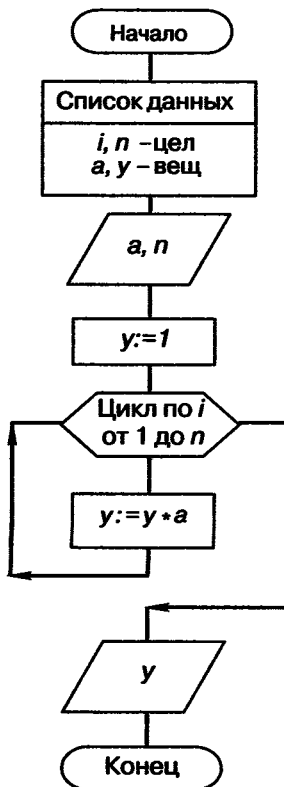 Начало
Список данных
i, n – цел
a, y – вещ
a, n
y:=1
Цикл по i
от 1 до n
y:=y*a
y
Конец